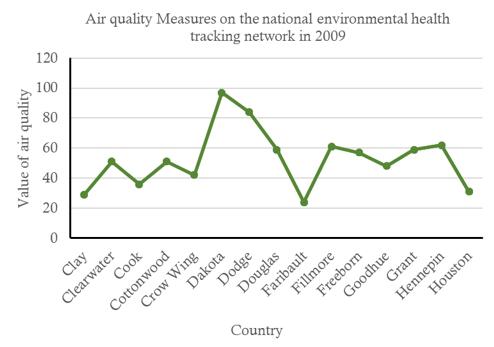 Air quality Measures on the national environmental health
tracking network in 2009
Value of air quality
120
100
80
60
40
20
0
Clay
Clearwater
Cook
Cottonwood
Crow Wing
Dakota
Dodge
Douglas
Faribault
Fillmore
Freeborn
Goodhue
Grant
Hennepin
Houston
Country